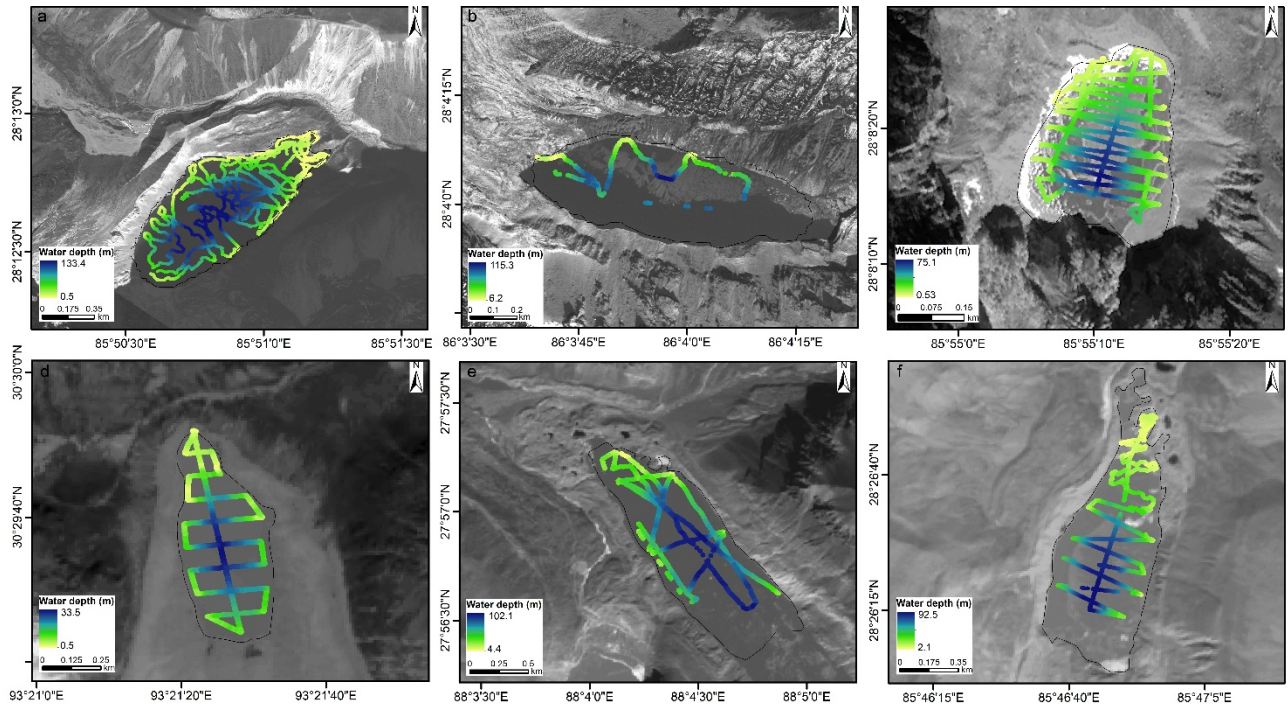 a
N
28°13'0"N
28°12'30"N
Water depth (m)
133.4
0.5
0 0.175 0.35
km
85°50'30"E
85°51'0"E
85°51'30"E
b
N
28°4'15"N
28°4'0"N
Water depth (m)
115.3
6.2
0 0.1 0.2
km
86°3'30"E
86°3'45"E
86°4'0"E
86°4'15"E
N
28°8'20"N
28°8'10"N
Water depth (m)
75.1
0.53
0 0.075 0.15
km
85°55'0"E
85°55'10"E
85°55'20"E
d
N
30°30'0"N
30°29'40"N
Water depth (m)
33.5
0.5
0 0.125 0.25
km
93°21'0"E
93°21'20"E
93°21'40"E
e
N
27°57'30"N
27°57'0"N
27°56'30"N
Water depth (m)
102.1
4.4
0 0.25 0.5
km
88°3'30"E
88°4'0"E
88°4'30"E
88°5'0"E
f
N
28°26'40"N
28°26'15"N
Water depth (m)
92.5
2.1
0 0.175 0.35
km
85°46'15"E
85°46'40"E
85°47'5"E